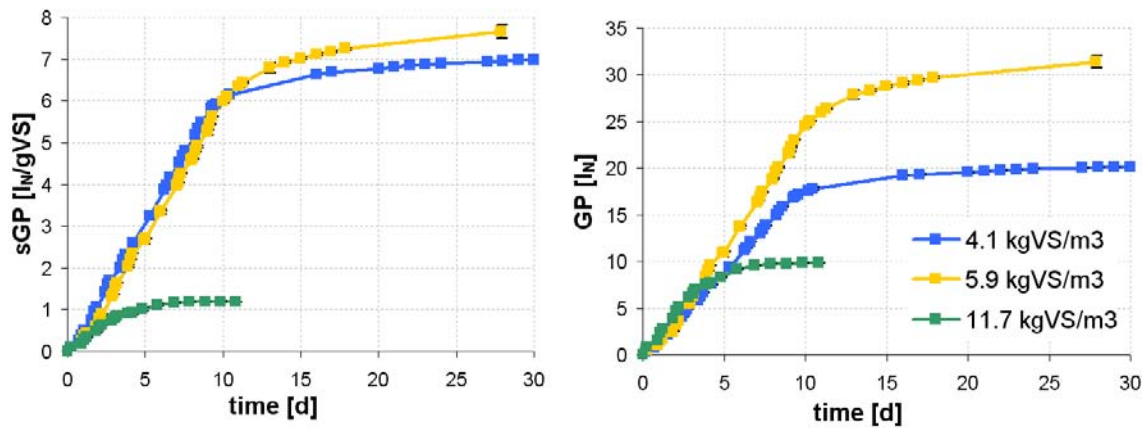 8
7
6
5
4
3
2
1
0
sGP [lN/gVS]
0 5 10 15 20 25 30
time [d]
35
30
25
20
15
10
5
0
GP [lN]
4.1 kgVS/m3
5.9 kgVS/m3
11.7 kgVS/m3
0 5 10 15 20 25 30
time [d]